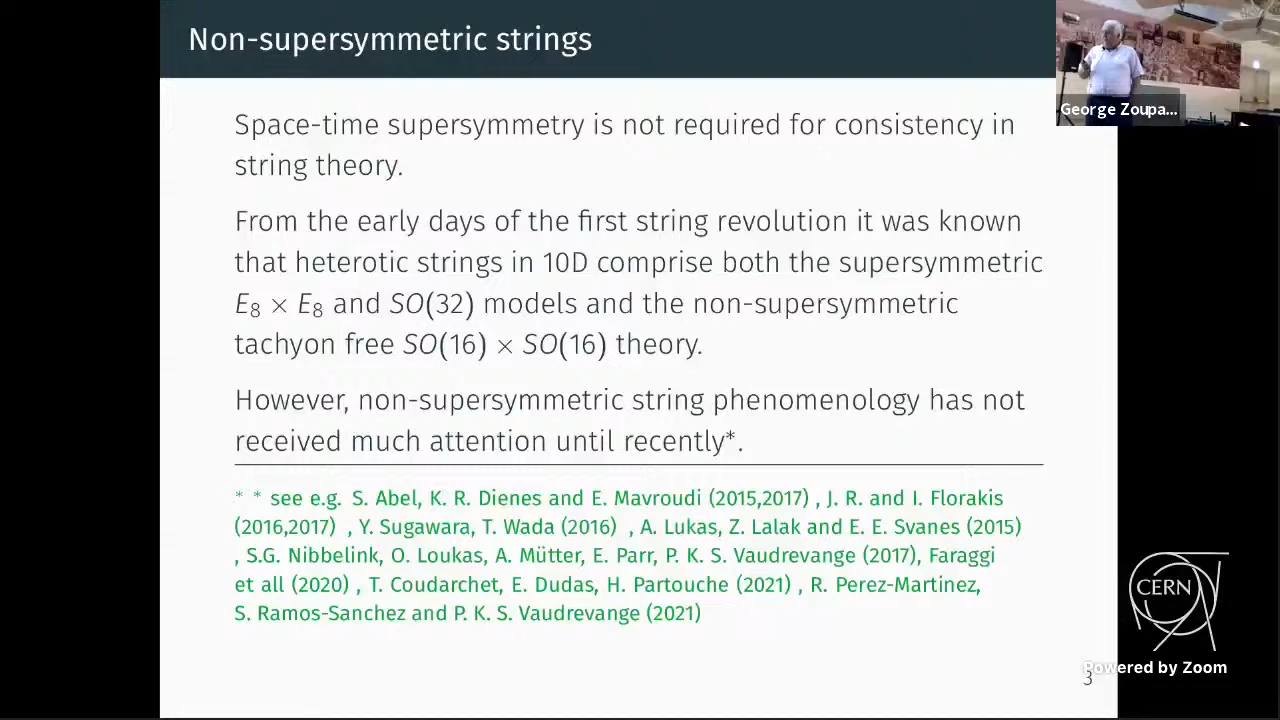 Non-supersymmetric strings
George Zoupa...
Space-time supersymmetry is not required for consistency in
string theory.
From the early days of the first string revolution it was known
that heterotic strings in 10D comprise both the supersymmetric
E₈ × E₈ and SO(32) models and the non-supersymmetric
tachyon free SO(16) × SO(16) theory.
However, non-supersymmetric string phenomenology has not
received much attention until recently*.
* * see e.g. S. Abel, K. R. Dienes and E. Mavroudi (2015,2017) , J. R. and I. Florakis
(2016,2017) , Y. Sugawara, T. Wada (2016) , A. Lukas, Z. Lalak and E. E. Svanes (2015)
, S.G. Nibbelink, O. Loukas, A. Mütter, E. Parr, P. K. S. Vaudrevange (2017), Faraggi
et all (2020) , T. Coudarchet, E. Dudas, H. Partouche (2021) , R. Perez-Martinez,
S. Ramos-Sanchez and P. K. S. Vaudrevange (2021)
CERN
Powered by Zoom
3